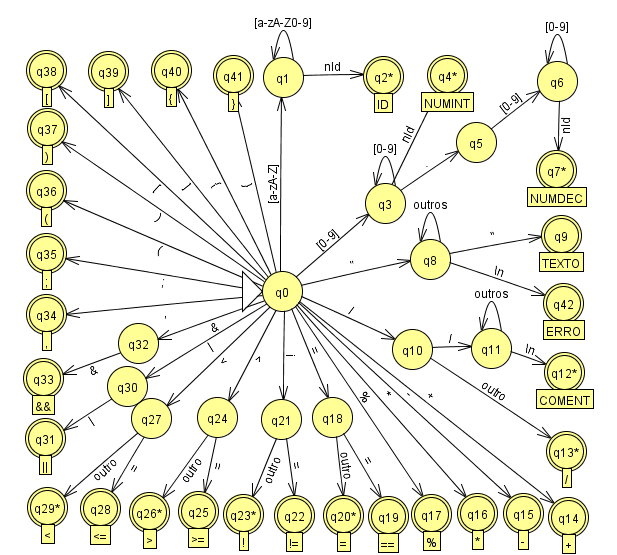 [a-zA-Z0-9]
[0-9]
q38
[
q39
]
q40
{
q41
}
q1
nId
q2*
ID
q4*
NUMINT
q6
q37
)
[0-9]
nId
nId
q5
[0-9]
.
q7*
NUMDEC
q36
(
[a-zA-Z]
q3
outros
q9
TEXTO
[0-9]
"
"
q35
;
q8
q0
\n
q42
ERRO
q34
,
outros
/
/
q10
q11
\n
q12*
COMENT
q32
&
&
|
<
>
!
=
%
*
-
+
q33
&&
q30
|
outro
q27
q24
q21
q18
q31
||
q13*
/
outro
=
outro
=
outro
=
outro
=
q29*
<
q28
<=
q26*
>
q25
>=
q23*
!
q22
!=
q20*
=
q19
==
q17
%
q16
*
q15
-
q14
+